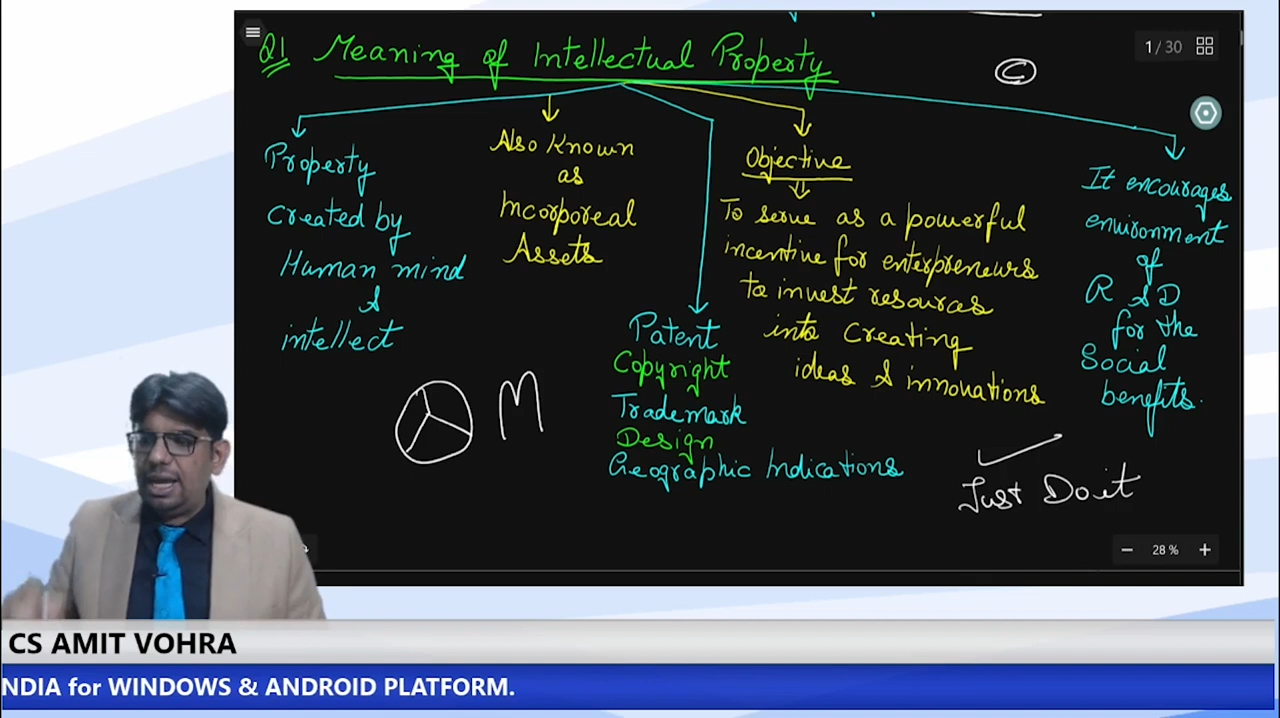 Q1 Meaning of Intellectual Property
©
1 / 30
Property
created by
Human mind
&
intellect
Also Known
as
Incorporeal
Assets
Patent
Copyright
Trademark
Design
Geographic Indications
Objective
To serve as a powerful
incentive for enterpreneurs
to invest resources
into Creating
ideas & innovations
It encourages
environment
of
R & D
for the
Social
benefits.
M
Just Do it
28 %
CS AMIT VOHRA
NDIA for WINDOWS & ANDROID PLATFORM.